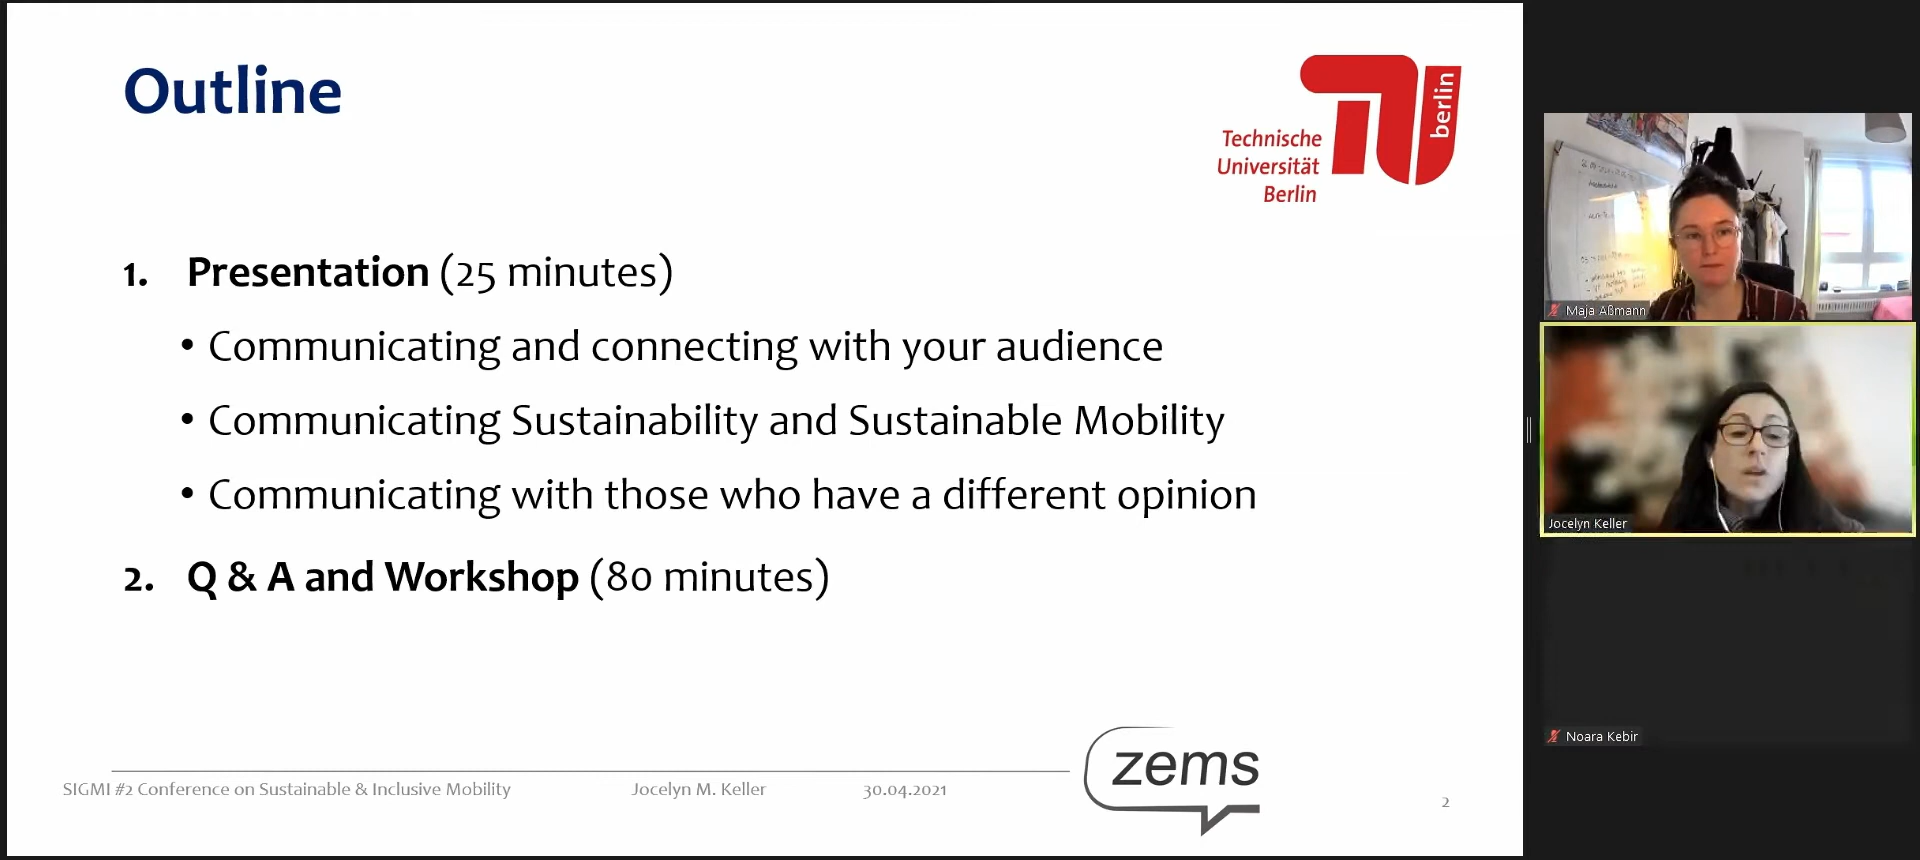 Outline
Technische
Universität
Berlin
berlin
1. Presentation (25 minutes)
• Communicating and connecting with your audience
• Communicating Sustainability and Sustainable Mobility
• Communicating with those who have a different opinion
2. Q & A and Workshop (80 minutes)
zems
SIGMI #2 Conference on Sustainable & Inclusive Mobility
Jocelyn M. Keller
30.04.2021
2
Maja Aßmann
Jocelyn Keller
Noara Kebir